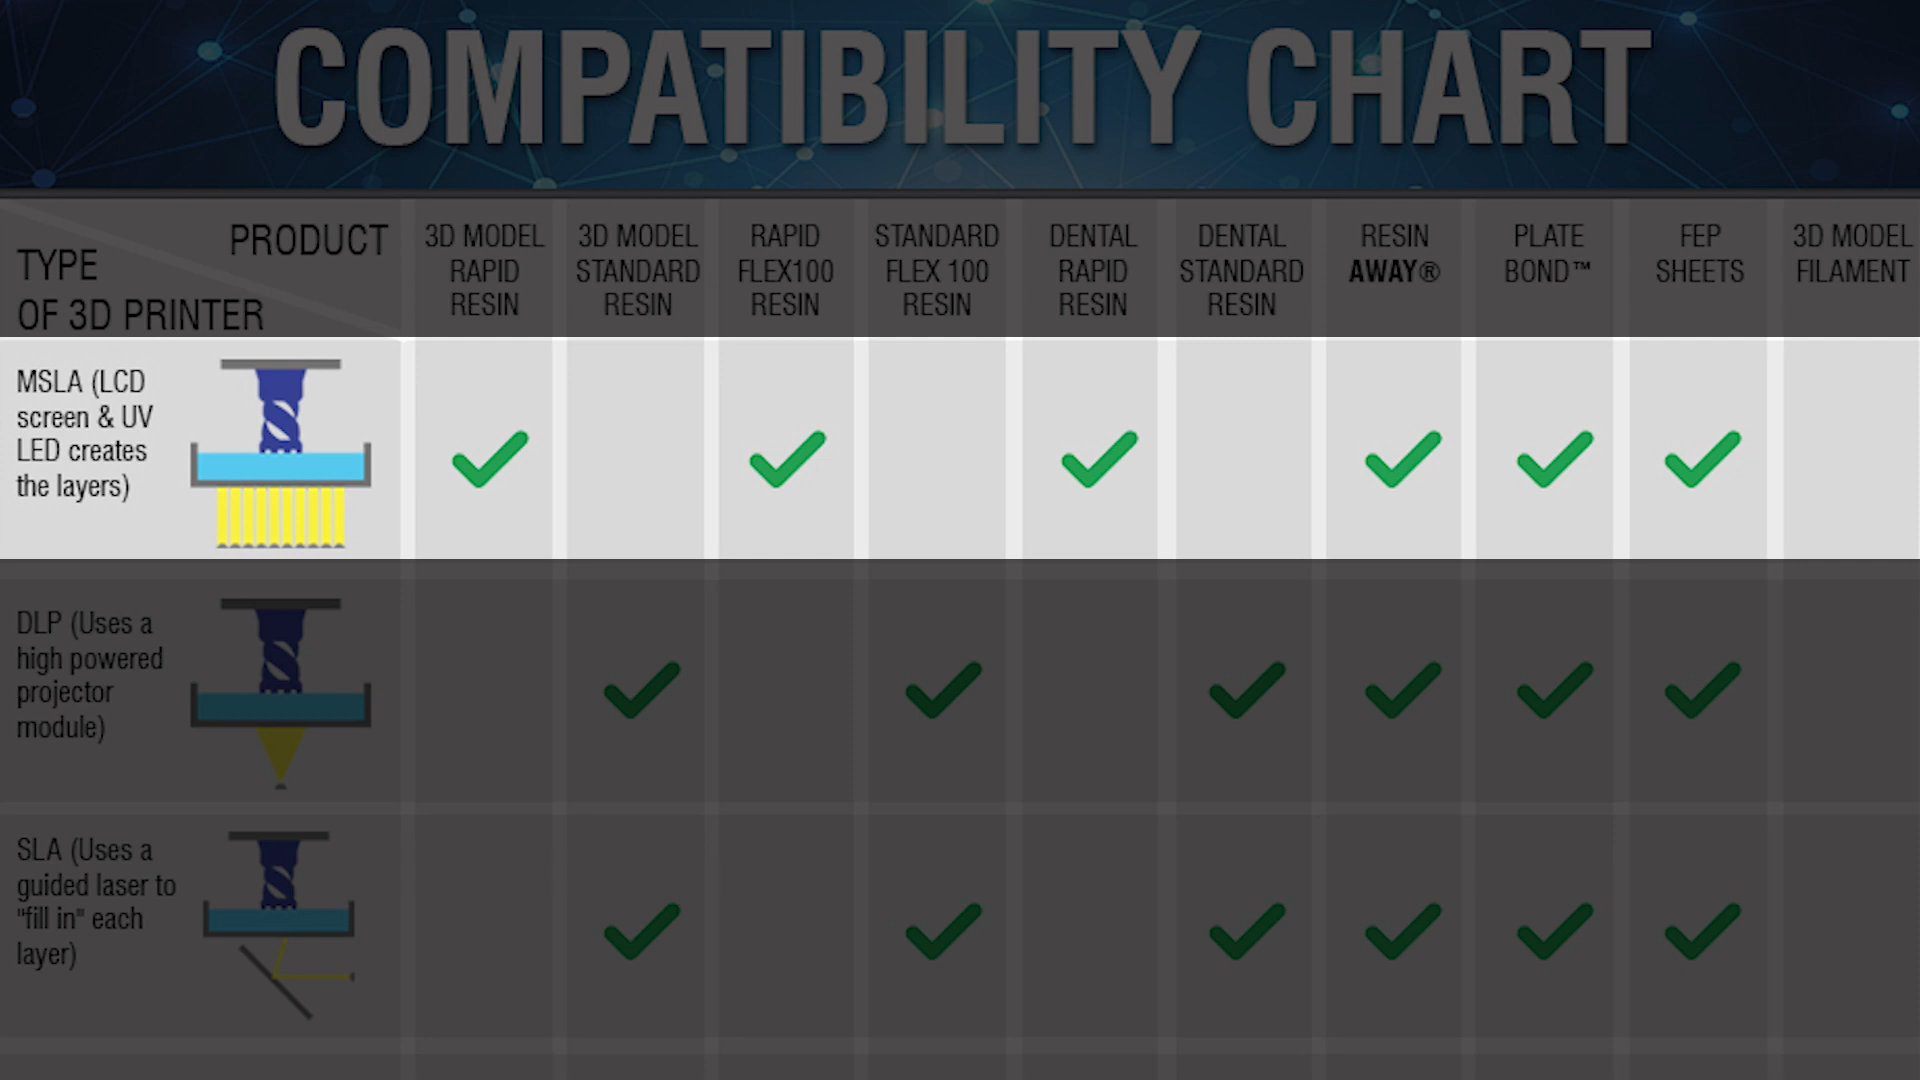 COMPATIBILITY CHART
PRODUCT
TYPE
OF 3D PRINTER
3D MODEL
RAPID
RESIN
3D MODEL
STANDARD
RESIN
RAPID
FLEX100
RESIN
STANDARD
FLEX 100
RESIN
DENTAL
RAPID
RESIN
DENTAL
STANDARD
RESIN
RESIN
AWAY®
PLATE
BOND™
FEP
SHEETS
3D MODEL
FILAMENT
MSLA (LCD
screen & UV
LED creates
the layers)
DLP (Uses a
high powered
projector
module)
SLA (Uses a
guided laser to
"fill in" each
layer)